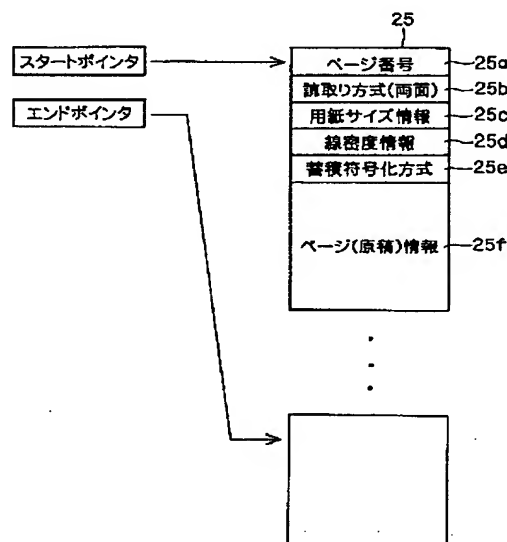 25
スタートポインタ
ページ番号
25a
エンドポインタ
読取り方式(両面)
25b
用紙サイズ情報
25c
線密度情報
25d
蓄積符号化方式
25e
ページ(原稿)情報
25f